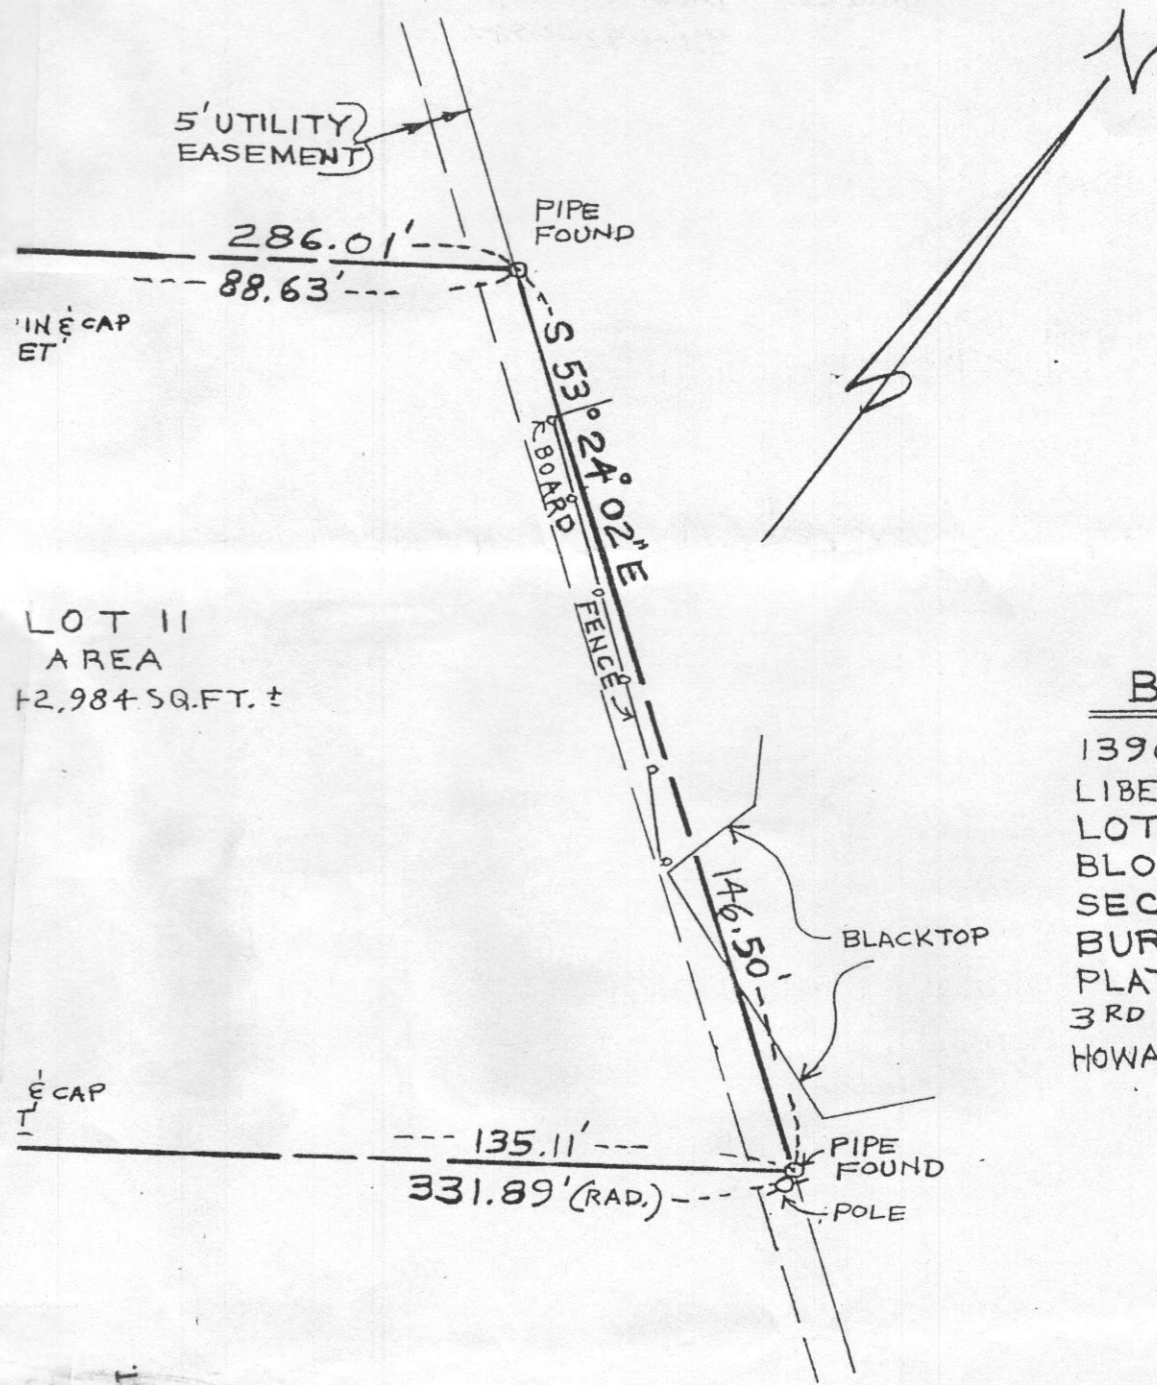 5' UTILITY
EASEMENT
PIPE
FOUND
286.01'
88.63'
'IN & CAP
ET
S 53° 24° 02" E
BOARD
FENCE
LOT 11
AREA
12,984 SQ.FT. ±
B
139
LIBE
LOT
BLO
SEC
BUR
PLAT
3RD
HOWA
146.50'
BLACKTOP
& CAP
T
135.11'
331.89' (RAD.)
PIPE
FOUND
POLE